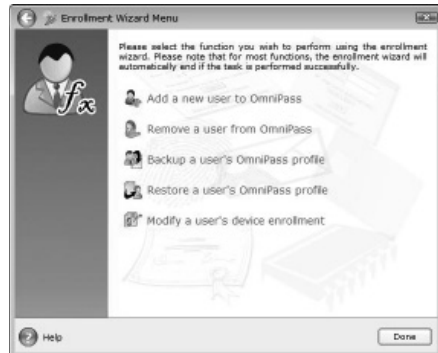 Enrollment Wizard Menu
Please select the function you wish to perform using the enrollment
wizard. Please note that for most functions, the enrollment wizard will
automatically end if the task is performed successfully.
fx
Add a new user to OmniPass
Remove a user from OmniPass
Backup a user's OmniPass profile
Restore a user's OmniPass profile
Modify a user's device enrollment
Help
Done